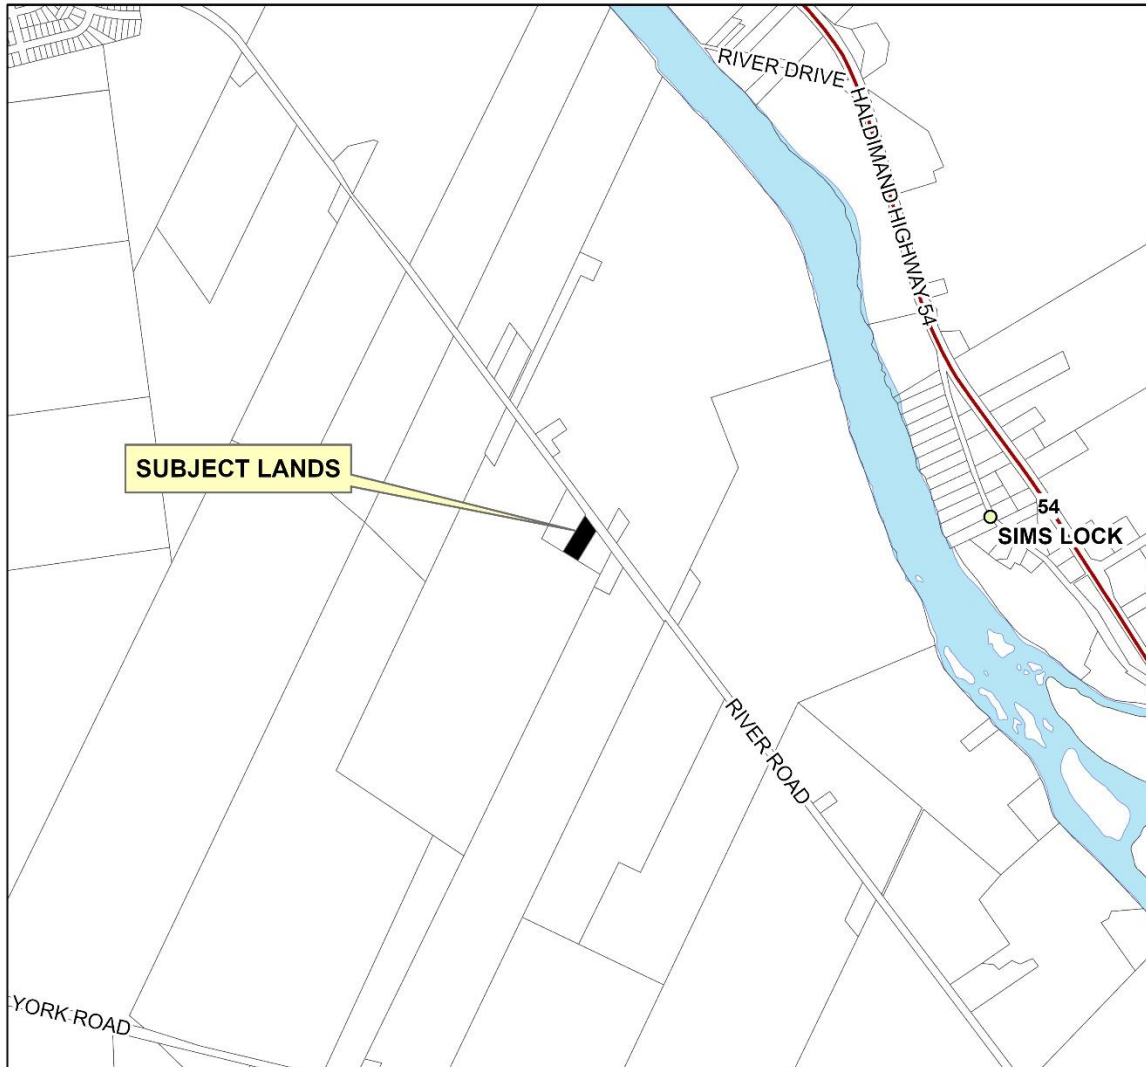 RIVER DRIVE
HALDIMAND HIGHWAY 54
SUBJECT LANDS
54
SIMS LOCK
RIVER ROAD
YORK ROAD